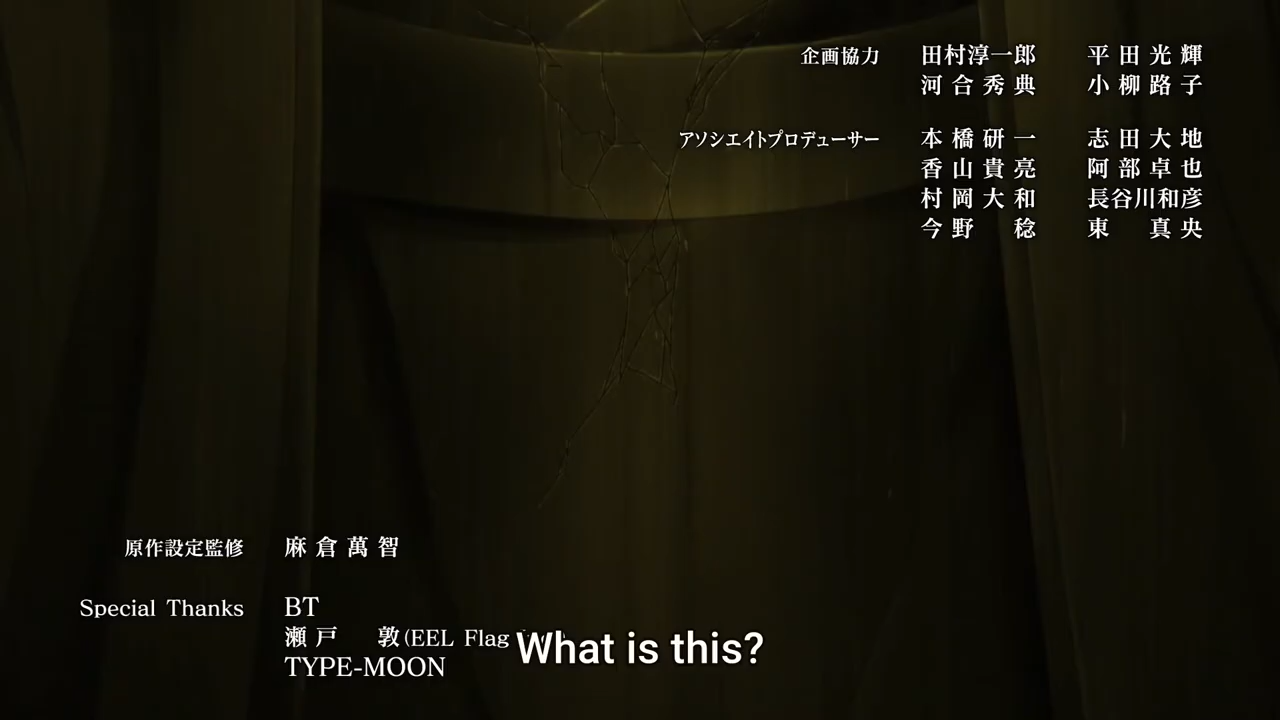 企画協力 田村淳一郎 平田光輝
河合秀典 小柳路子
アソシエイトプロデューサー 本橋研一 志田大地
香山貴亮 阿部卓也
村岡大和 長谷川和彦
今野 稔 東 真央
原作設定監修 麻倉萬智
Special Thanks BT
瀬戸 敦(EEL Flag
TYPE-MOON
What is this?